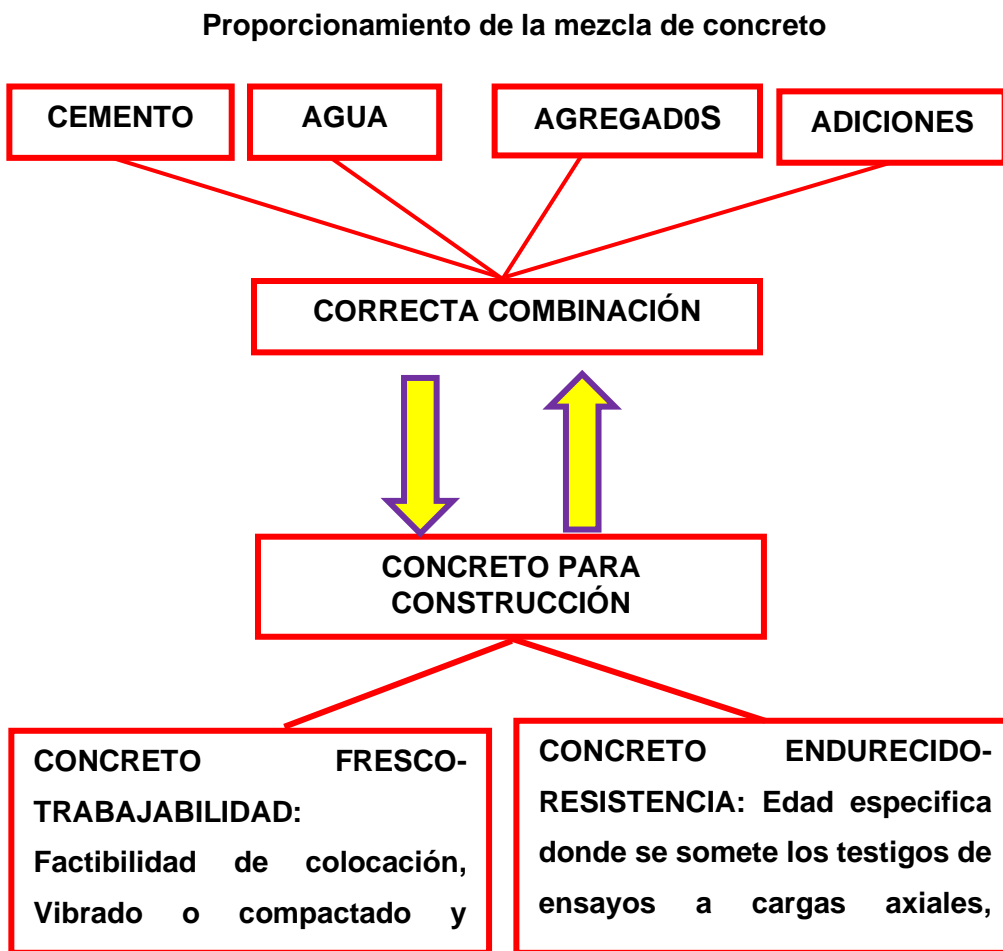 Proporcionamiento de la mezcla de concreto
CEMENTO
AGUA
AGREGAD0S
ADICIONES
CORRECTA COMBINACIÓN
CONCRETO PARA
CONSTRUCCIÓN
CONCRETO FRESCO-
TRABAJABILIDAD:
Factibilidad de colocación,
Vibrado o compactado y
CONCRETO ENDURECIDO-
RESISTENCIA: Edad especifica
donde se somete los testigos de
ensayos a cargas axiales,